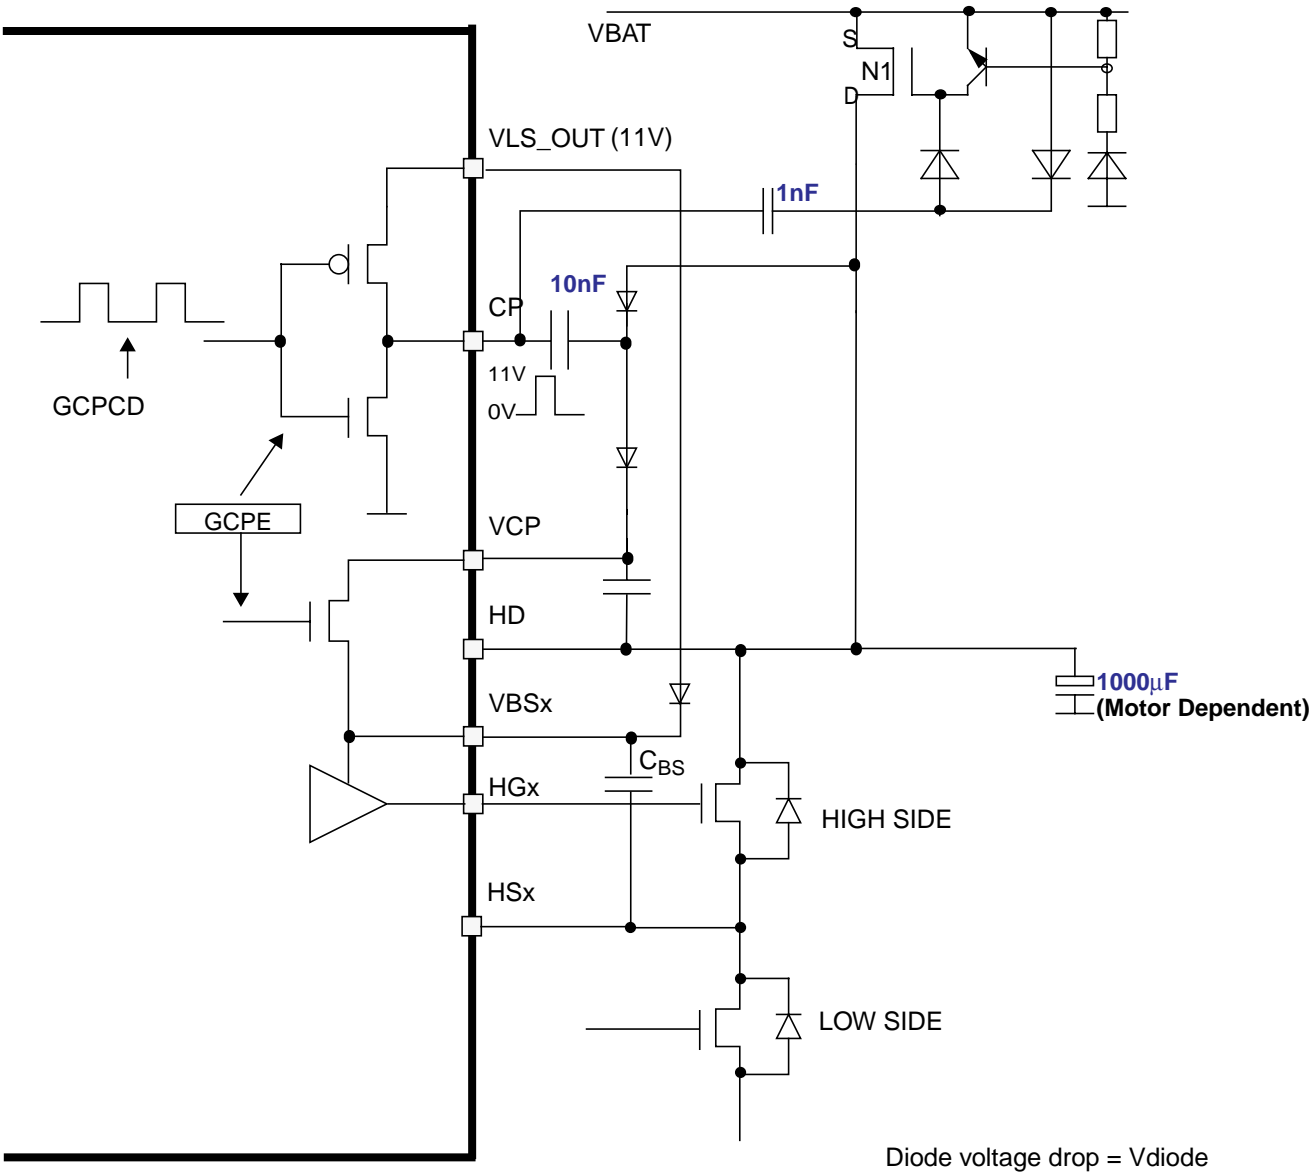 VBAT
S
N1
D
VLS_OUT (11V)
1nF
10nF
CP
11V
0V
GCPCD
GCPE
VCP
HD
1000µF
(Motor Dependent)
VBSx
CBS
HGx
HIGH SIDE
HSx
LOW SIDE
Diode voltage drop = Vdiode